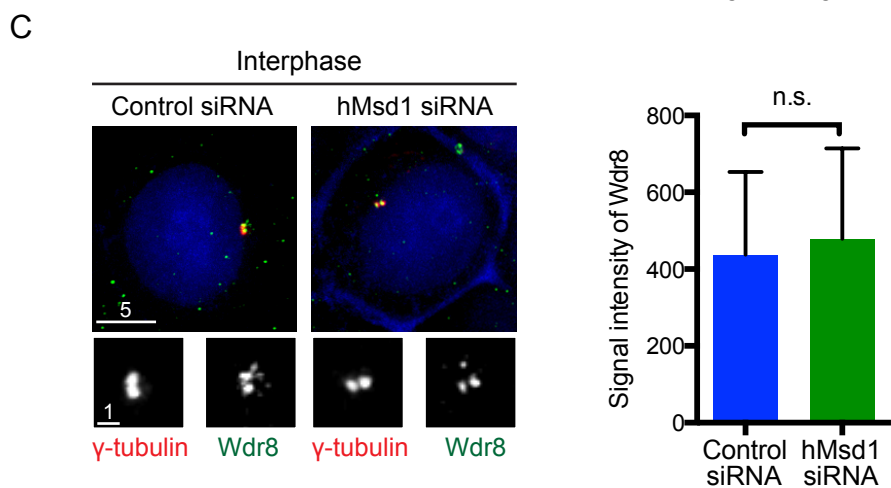 C
Interphase
Control siRNA hMsd1 siRNA
5
1
γ-tubulin Wdr8 γ-tubulin Wdr8
n.s.
Signal intensity of Wdr8
800
600
400
200
0
Control siRNA
hMsd1 siRNA